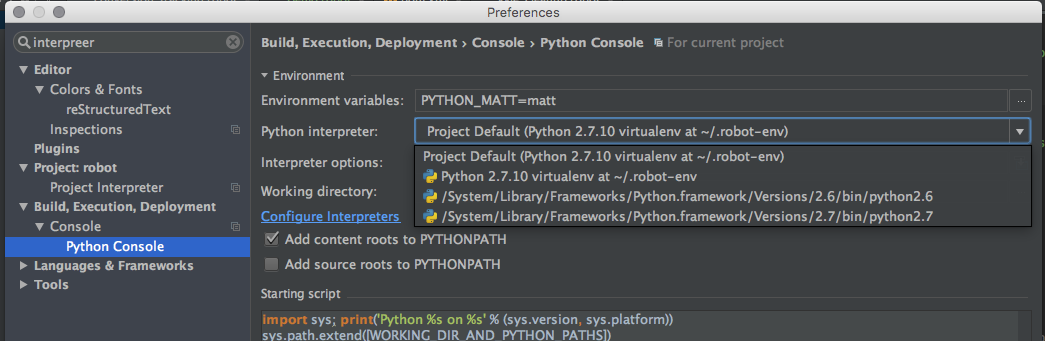 Preferences
interpreer
Build, Execution, Deployment › Console › Python Console For current project
Editor
Colors & Fonts
reStructuredText
Inspections
Plugins
Project: robot
Project Interpreter
Build, Execution, Deployment
Console
Python Console
Languages & Frameworks
Tools
Environment
Environment variables: PYTHON_MATT=matt ...
Python interpreter: Project Default (Python 2.7.10 virtualenv at ~/.robot-env)
Project Default (Python 2.7.10 virtualenv at ~/.robot-env)
Python 2.7.10 virtualenv at ~/.robot-env
/System/Library/Frameworks/Python.framework/Versions/2.6/bin/python2.6
/System/Library/Frameworks/Python.framework/Versions/2.7/bin/python2.7
Interpreter options:
Working directory:
Configure Interpreters
Add content roots to PYTHONPATH
Add source roots to PYTHONPATH
Starting script
import sys; print('Python %s on %s' % (sys.version, sys.platform))
sys.path.extend([WORKING_DIR_AND_PYTHON_PATHS])